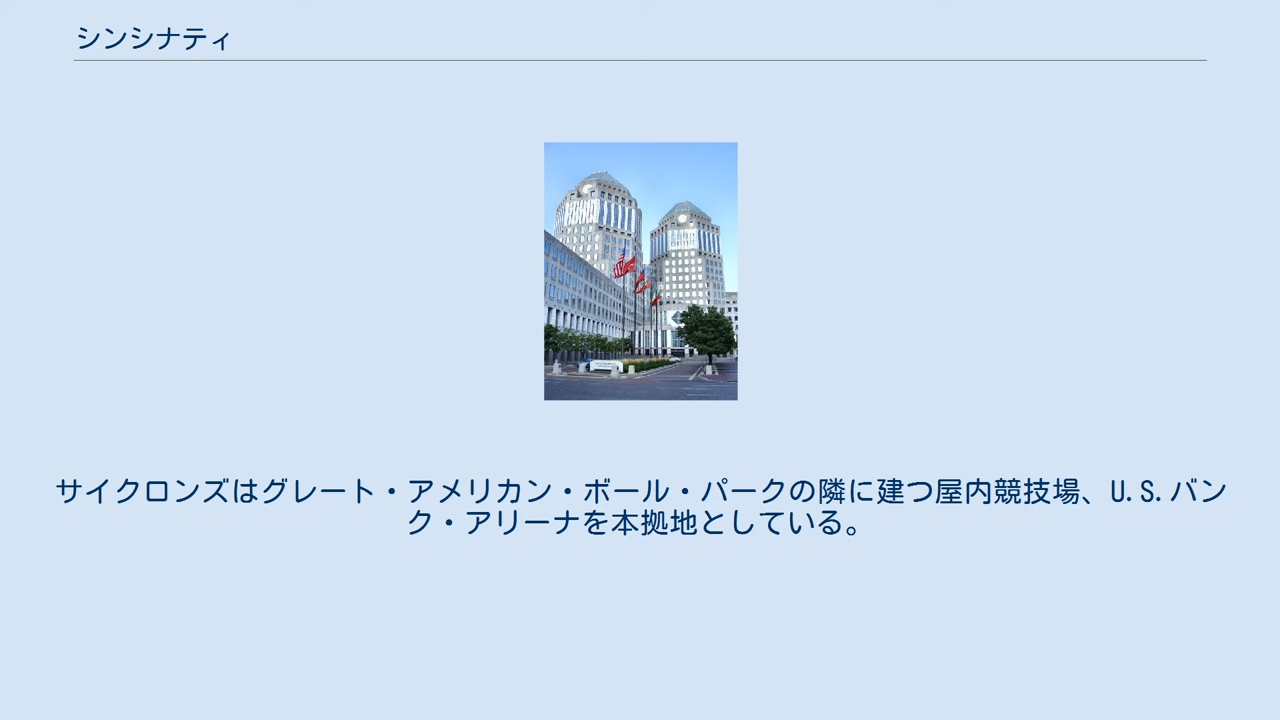 シンシナティ
サイクロンズはグレート・アメリカン・ボール・パークの隣に建つ屋内競技場、U.S.バン
ク・アリーナを本拠地としている。